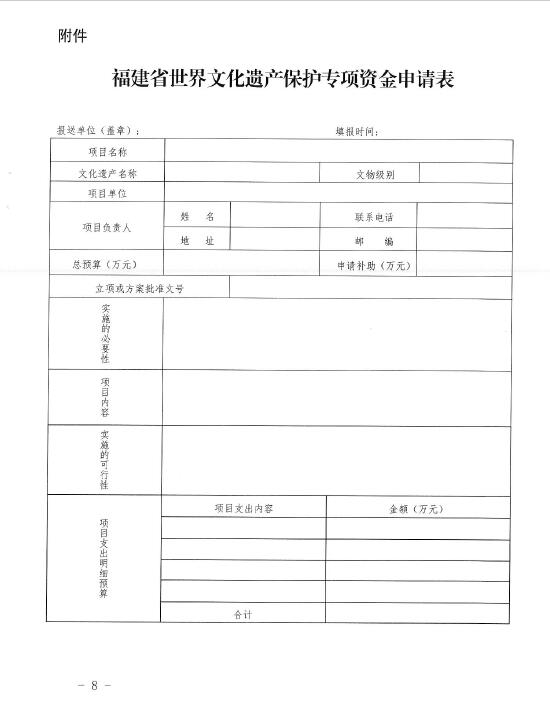 附件
福建省世界文化遗产保护专项资金申请表
报送单位（盖章）： 填报时间：
项目名称
文化遗产名称 文物级别
项目单位
项目负责人 姓 名 联系电话
地 址 邮 编
总预算（万元） 申请补助（万元）
立项或方案批准文号
实施的必要性
项目内容
实施的可行性
项目支出明细预算 项目支出内容 金额（万元）
合计
- 8 -